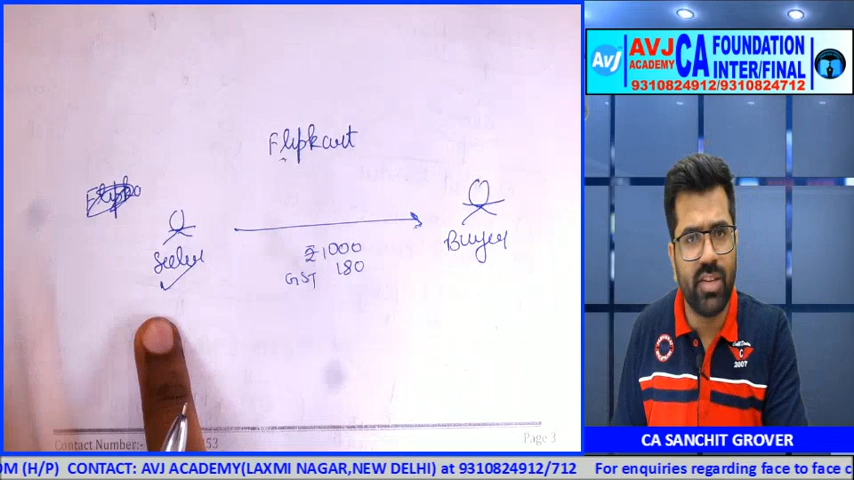 AVJ
AVJ
ACADEMY
CA
FOUNDATION
INTER/FINAL
9310824912/9310824712
Flipkart
Seller
Buyer
₹ 1000
GST 180
2007
Contact Number:-
53
Page 3
CA SANCHIT GROVER
OM (H/P) CONTACT: AVJ ACADEMY(LAXMI NAGAR,NEW DELHI) at 9310824912/712 For enquiries regarding face to face c